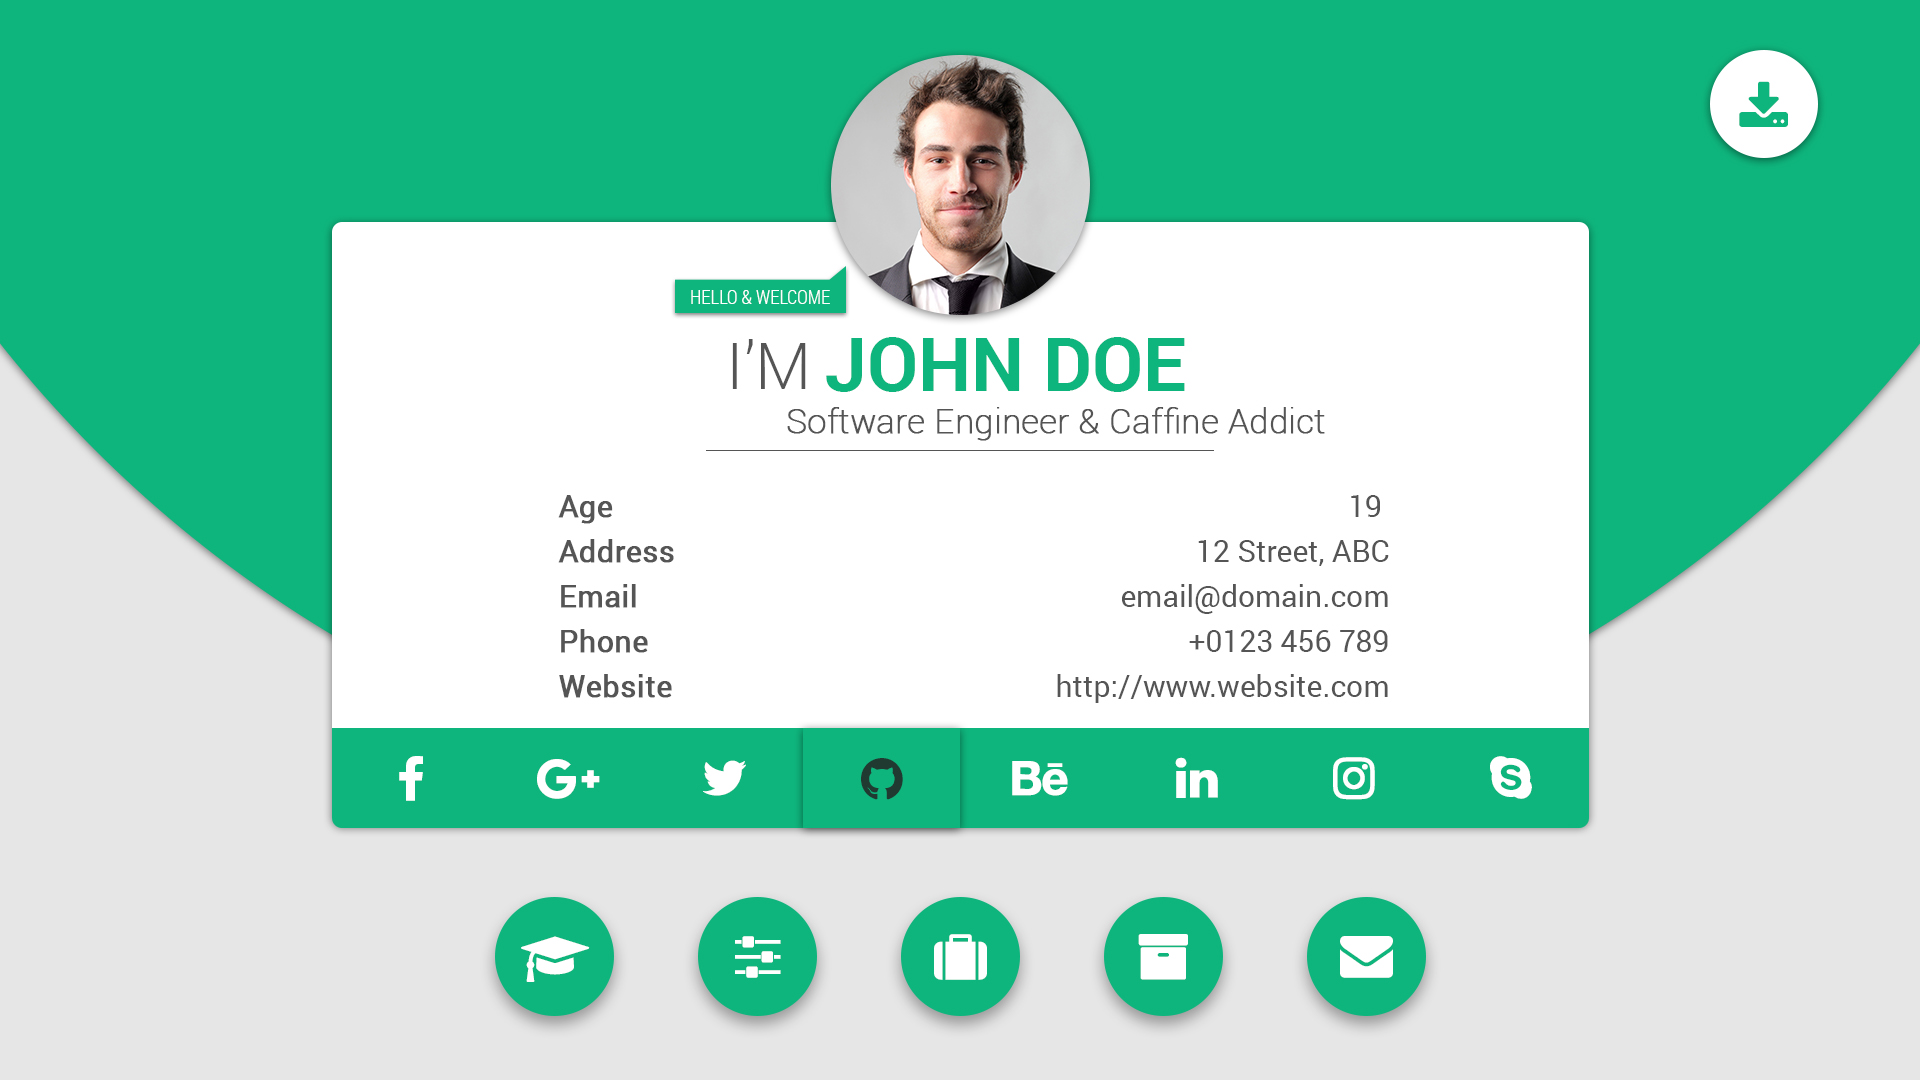 HELLO & WELCOME
I’M JOHN DOE
Software Engineer & Caffine Addict
Age 19
Address 12 Street, ABC
Email email@domain.com
Phone +0123 456 789
Website http://www.website.com
f G+ Bē in S